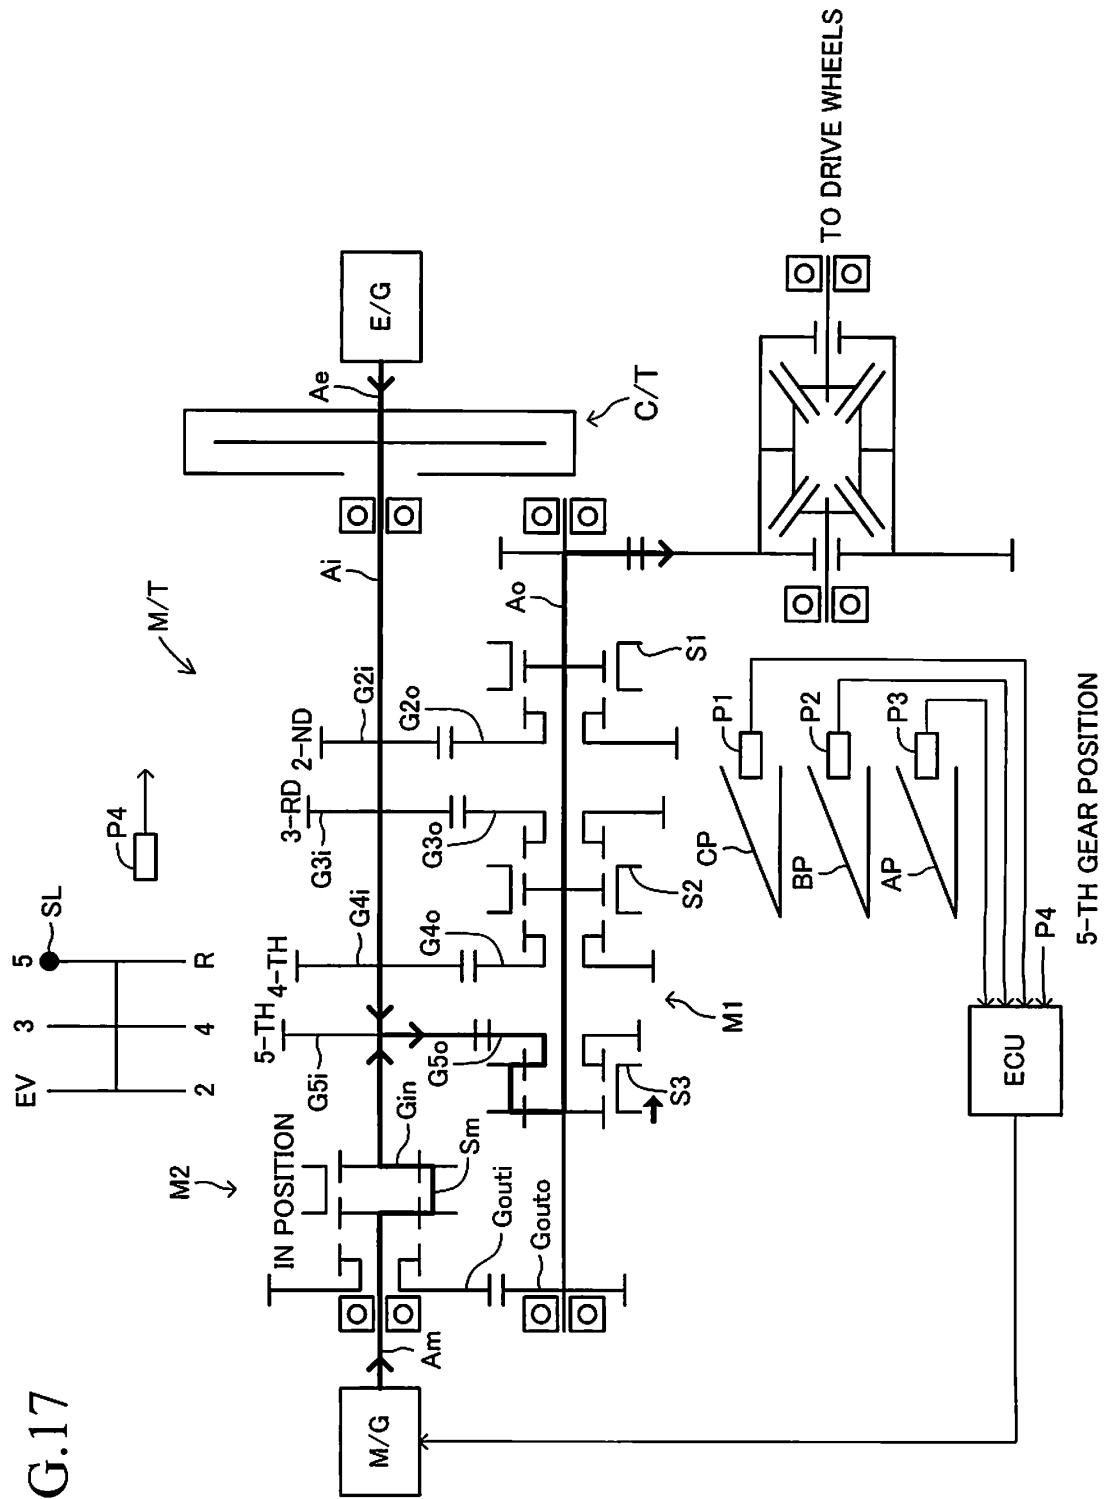 G.17
EV 3 5
SL
2 4 R
P4
M/T
M2
IN POSITION
5-TH
4-TH
3-RD
2-ND
G5i
G4i
G3i
G2i
Ai
Ae
E/G
C/T
M/G
Am
Gin
Sm
Gouti
Gouto
G5o
G4o
G3o
G2o
Ao
S3
S2
S1
M1
TO DRIVE WHEELS
CP
P1
BP
P2
AP
P3
P4
ECU
5-TH GEAR POSITION